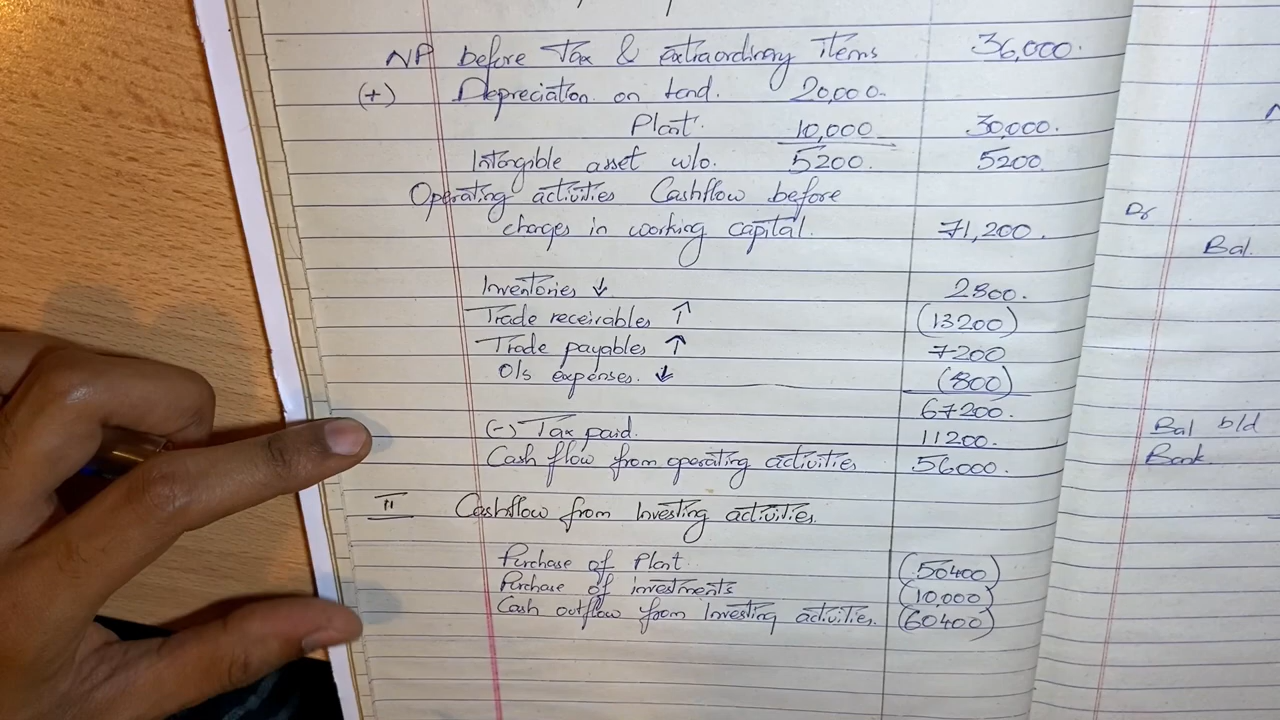 NP before Tax & extraordinary items 36,000.
(+) Depreciation on land. 20,000.
Plant. 10,000 30,000.
Intangible asset w/o. 5200. 5200.
Operating activities Cashflow before
changes in working capital. 71,200.
Inventories ↓ 2800.
Trade receivables ↑ (13200)
Trade payables ↑ 7200
O/s expenses. ↓ (800)
67200.
(-) Tax paid. 11200.
Cash flow from operating activities 56000.
II Cashflow from Investing activities.
Purchase of Plant (50400)
Purchase of investments (10,000)
Cash outflow from Investing activities. (60400)
Dr
Bal.
Bal b/d
Bank.